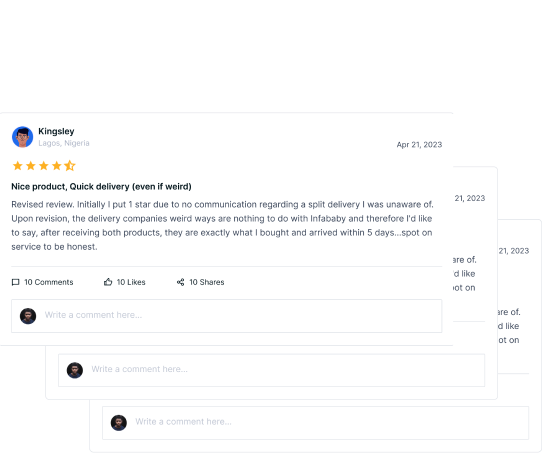 Kingsley
Lagos, Nigeria
Apr 21, 2023
Nice product, Quick delivery (even if weird)
Revised review. Initially I put 1 star due to no communication regarding a split delivery I was unaware of.
Upon revision, the delivery companies weird ways are nothing to do with Infababy and therefore I'd like
to say, after receiving both products, they are exactly what I bought and arrived within 5 days...spot on
service to be honest.
10 Comments
10 Likes
10 Shares
Write a comment here...
21, 2023
are of.
d like
ot on
Write a comment here...
21, 2023
are of.
d like
ot on
Write a comment here...